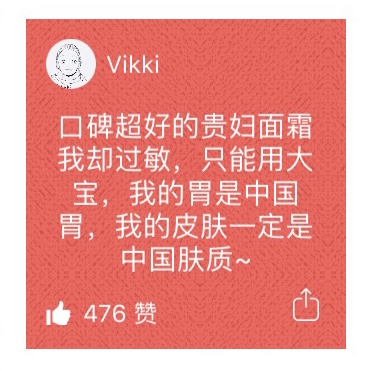 Vikki
口碑超好的贵妇面霜
我却过敏，只能用大
宝，我的胃是中国
胃，我的皮肤一定是
中国肤质~
476 赞